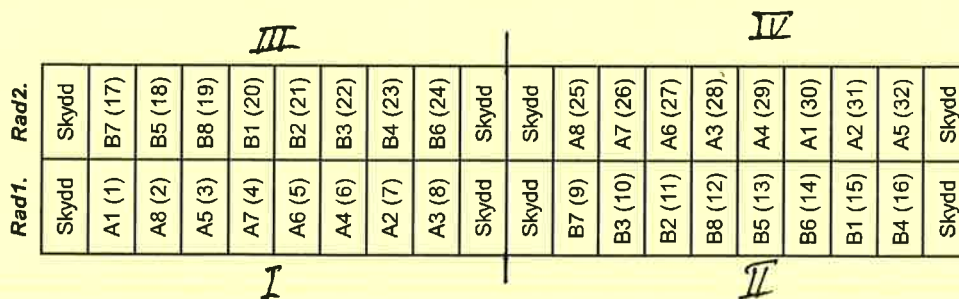 III IV
Rad2. Skydd B7 (17) B5 (18) B8 (19) B1 (20) B2 (21) B3 (22) B4 (23) B6 (24) Skydd Skydd A8 (25) A7 (26) A6 (27) A3 (28) A4 (29) A1 (30) A2 (31) A5 (32) Skydd
Rad1. Skydd A1 (1) A8 (2) A5 (3) A7 (4) A6 (5) A4 (6) A2 (7) A3 (8) Skydd Skydd B7 (9) B3 (10) B2 (11) B8 (12) B5 (13) B6 (14) B1 (15) B4 (16) Skydd
I II